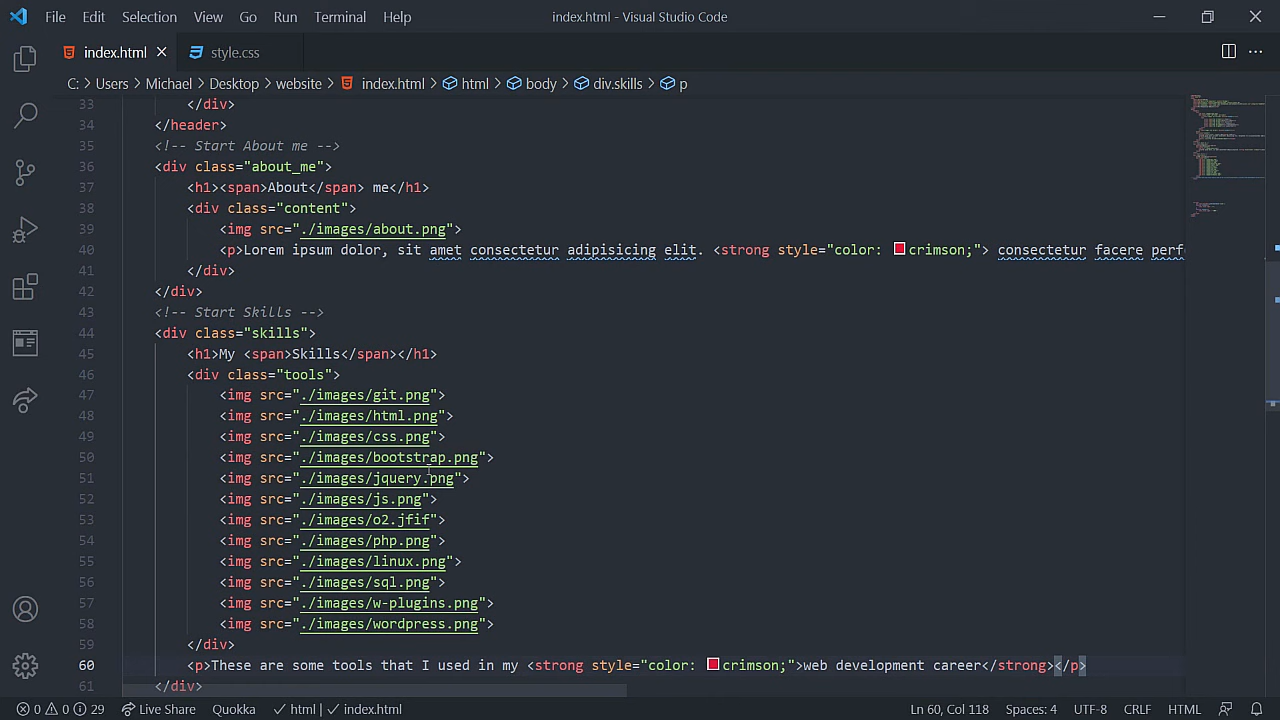 File Edit Selection View Go Run Terminal Help index.html - Visual Studio Code
index.html style.css
C: > Users > Michael > Desktop > website > index.html > html > body > div.skills > p
33 </div>
34 </header>
35 <!-- Start About me -->
36 <div class="about_me">
37 <h1><span>About</span> me</h1>
38 <div class="content">
39 <img src="./images/about.png">
40 <p>Lorem ipsum dolor, sit amet consectetur adipisicing elit. <strong style="color: crimson;"> consectetur facere perfe
41 </div>
42 </div>
43 <!-- Start Skills -->
44 <div class="skills">
45 <h1>My <span>Skills</span></h1>
46 <div class="tools">
47 <img src="./images/git.png">
48 <img src="./images/html.png">
49 <img src="./images/css.png">
50 <img src="./images/bootstrap.png">
51 <img src="./images/jquery.png">
52 <img src="./images/js.png">
53 <img src="./images/o2.jfif">
54 <img src="./images/php.png">
55 <img src="./images/linux.png">
56 <img src="./images/sql.png">
57 <img src="./images/w-plugins.png">
58 <img src="./images/wordpress.png">
59 </div>
60 <p>These are some tools that I used in my <strong style="color: crimson;">web development career</strong></p>
61 </div>
0 0 29 Live Share Quokka html index.html Ln 60, Col 118 Spaces: 4 UTF-8 CRLF HTML